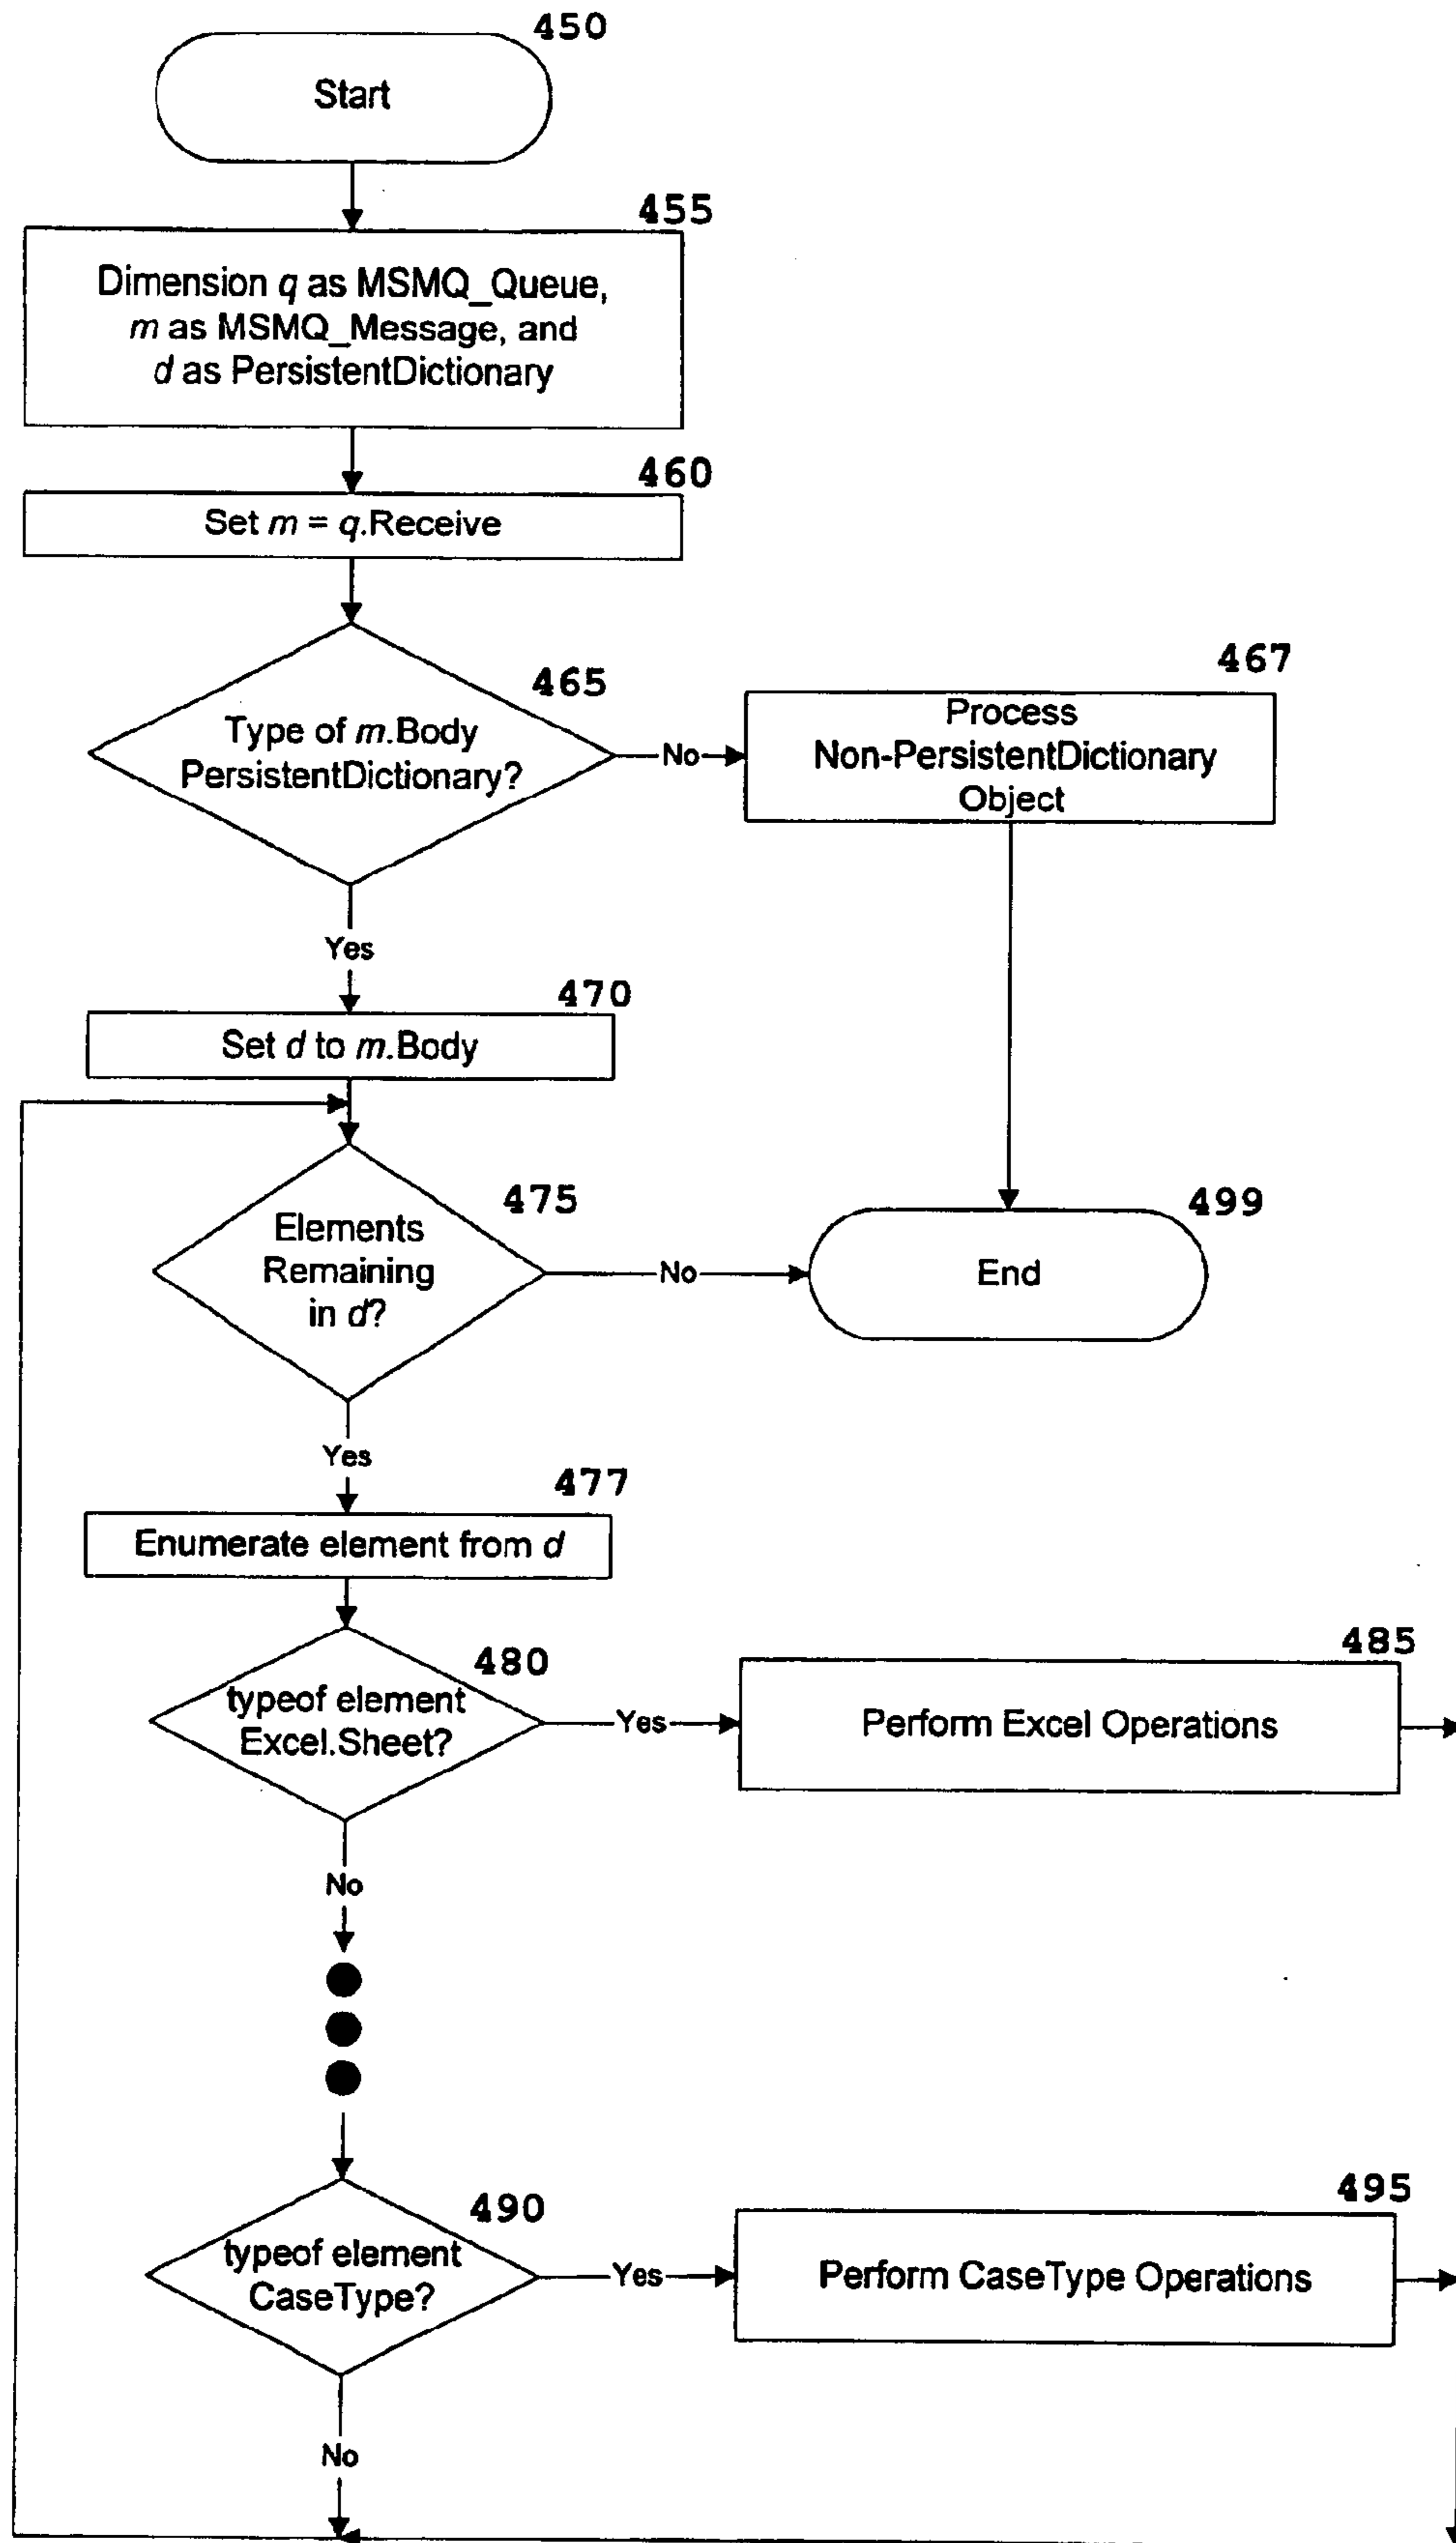 450
Start
455
Dimension q as MSMQ_Queue,
m as MSMQ_Message, and
d as PersistentDictionary
460
Set m = q.Receive
465
Type of m.Body
PersistentDictionary?
No
467
Process
Non-PersistentDictionary
Object
Yes
470
Set d to m.Body
475
Elements
Remaining
in d?
No
499
End
Yes
477
Enumerate element from d
480
typeof element
Excel.Sheet?
Yes
485
Perform Excel Operations
No
490
typeof element
CaseType?
Yes
495
Perform CaseType Operations
No